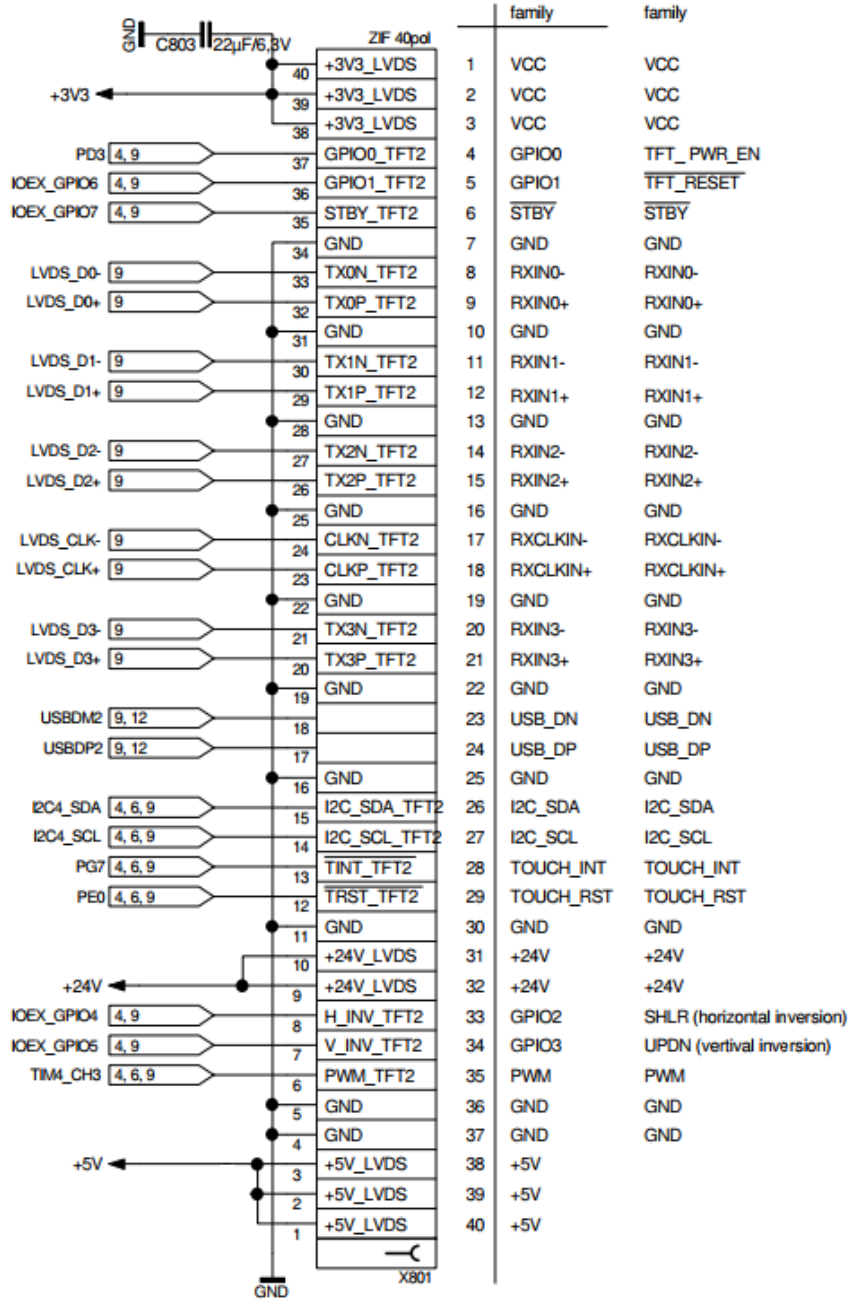 family family
GND C803 22µF/6,3V ZIF 40pol
40 +3V3_LVDS 1 VCC VCC
+3V3 39 +3V3_LVDS 2 VCC VCC
38 +3V3_LVDS 3 VCC VCC
PD3 4, 9 37 GPIO0_TFT2 4 GPIO0 TFT_ PWR_EN
IOEX_GPIO6 4, 9 36 GPIO1_TFT2 5 GPIO1 TFT_RESET
IOEX_GPIO7 4, 9 35 STBY_TFT2 6 STBY STBY
34 GND 7 GND GND
LVDS_D0- 9 33 TX0N_TFT2 8 RXIN0- RXIN0-
LVDS_D0+ 9 32 TX0P_TFT2 9 RXIN0+ RXIN0+
31 GND 10 GND GND
LVDS_D1- 9 30 TX1N_TFT2 11 RXIN1- RXIN1-
LVDS_D1+ 9 29 TX1P_TFT2 12 RXIN1+ RXIN1+
28 GND 13 GND GND
LVDS_D2- 9 27 TX2N_TFT2 14 RXIN2- RXIN2-
LVDS_D2+ 9 26 TX2P_TFT2 15 RXIN2+ RXIN2+
25 GND 16 GND GND
LVDS_CLK- 9 24 CLKN_TFT2 17 RXCLKIN- RXCLKIN-
LVDS_CLK+ 9 23 CLKP_TFT2 18 RXCLKIN+ RXCLKIN+
22 GND 19 GND GND
LVDS_D3- 9 21 TX3N_TFT2 20 RXIN3- RXIN3-
LVDS_D3+ 9 20 TX3P_TFT2 21 RXIN3+ RXIN3+
19 GND 22 GND GND
USBDM2 9, 12 18 23 USB_DN USB_DN
USBDP2 9, 12 17 24 USB_DP USB_DP
16 GND 25 GND GND
I2C4_SDA 4, 6, 9 15 I2C_SDA_TFT2 26 I2C_SDA I2C_SDA
I2C4_SCL 4, 6, 9 14 I2C_SCL_TFT2 27 I2C_SCL I2C_SCL
PG7 4, 6, 9 13 TINT_TFT2 28 TOUCH_INT TOUCH_INT
PE0 4, 6, 9 12 TRST_TFT2 29 TOUCH_RST TOUCH_RST
11 GND 30 GND GND
10 +24V_LVDS 31 +24V +24V
+24V 9 +24V_LVDS 32 +24V +24V
IOEX_GPIO4 4, 9 8 H_INV_TFT2 33 GPIO2 SHLR (horizontal inversion)
IOEX_GPIO5 4, 9 7 V_INV_TFT2 34 GPIO3 UPDN (vertival inversion)
TIM4_CH3 4, 6, 9 6 PWM_TFT2 35 PWM PWM
5 GND 36 GND GND
4 GND 37 GND GND
+5V 3 +5V_LVDS 38 +5V
2 +5V_LVDS 39 +5V
1 +5V_LVDS 40 +5V
X801
GND